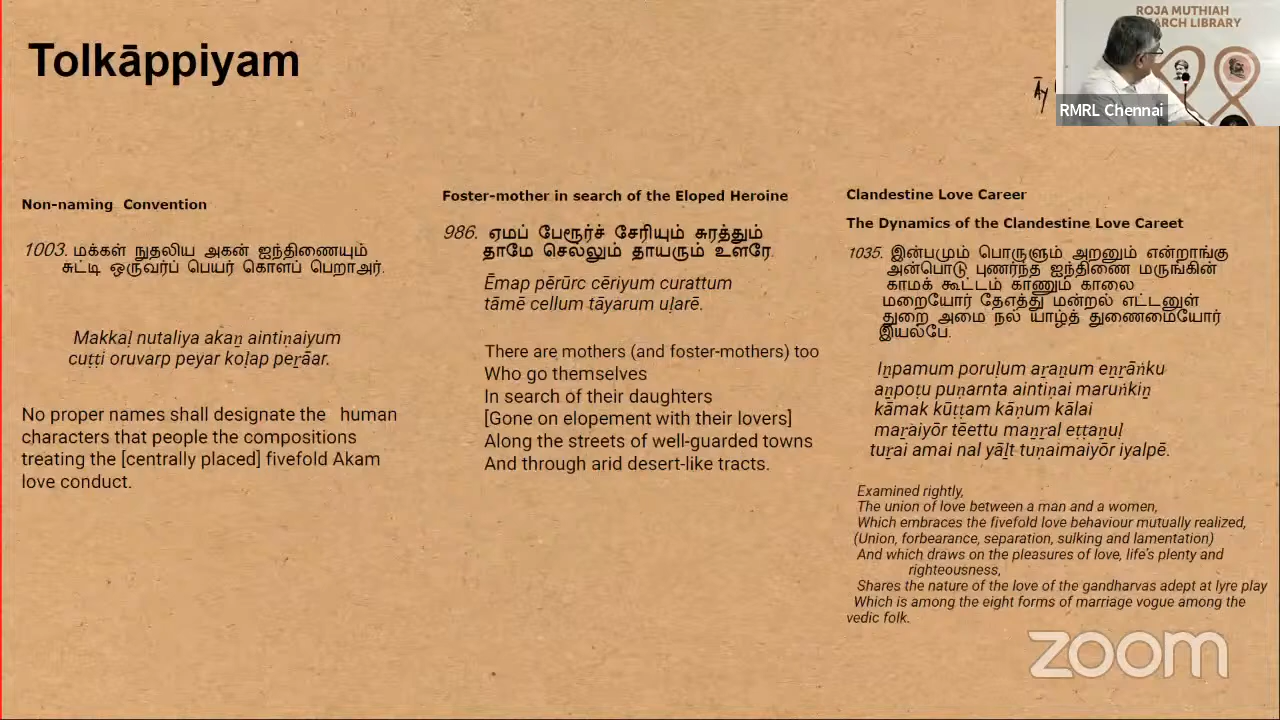 Tolkāppiyam
ROJA MUTHIAH
ARCH LIBRARY
RMRL Chennai
Āy
Non-naming Convention
1003. மக்கள் நுதலிய அகன் ஐந்திணையும்
சுட்டி ஒருவர்ப் பெயர் கொளப் பெறாஅர்.
Makkaḷ nutaliya akaṉ aintiṇaiyum
cuṭṭi oruvarp peyar koḷap peṟāar.
No proper names shall designate the human
characters that people the compositions
treating the [centrally placed] fivefold Akam
love conduct.
Foster-mother in search of the Eloped Heroine
986. ஏமப் பேரூர்ச் சேரியும் சுரத்தும்
தாமே செல்லும் தாயரும் உளரே.
Ēmap pērūrc cēriyum curattum
tāmē cellum tāyarum uḷarē.
There are mothers (and foster-mothers) too
Who go themselves
In search of their daughters
[Gone on elopement with their lovers]
Along the streets of well-guarded towns
And through arid desert-like tracts.
Clandestine Love Career
The Dynamics of the Clandestine Love Careet
1035. இன்பமும் பொருளும் அறனும் என்றாங்கு
அன்பொடு புணர்ந்த ஐந்திணை மருங்கின்
காமக் கூட்டம் காணும் காலை
மறையோர் தேஎத்து மன்றல் எட்டனுள்
துறை அமை நல் யாழ்த் துணைமையோர்
இயல்பே.
Iṉpamum poruḷum aṟaṉum eṉṟāṅku
aṉpoṭu puṇarnta aintiṇai maruṅkiṉ
kāmak kūṭṭam kāṇum kālai
maṟaiyōr tēettu maṉṟal eṭṭaṉuḷ
tuṟai amai nal yāḻt tuṇaimaiyōr iyalpē.
Examined rightly,
The union of love between a man and a women,
Which embraces the fivefold love behaviour mutually realized,
(Union, forbearance, separation, sulking and lamentation)
And which draws on the pleasures of love, life's plenty and
righteousness,
Shares the nature of the love of the gandharvas adept at lyre play
Which is among the eight forms of marriage vogue among the
vedic folk.
zoom